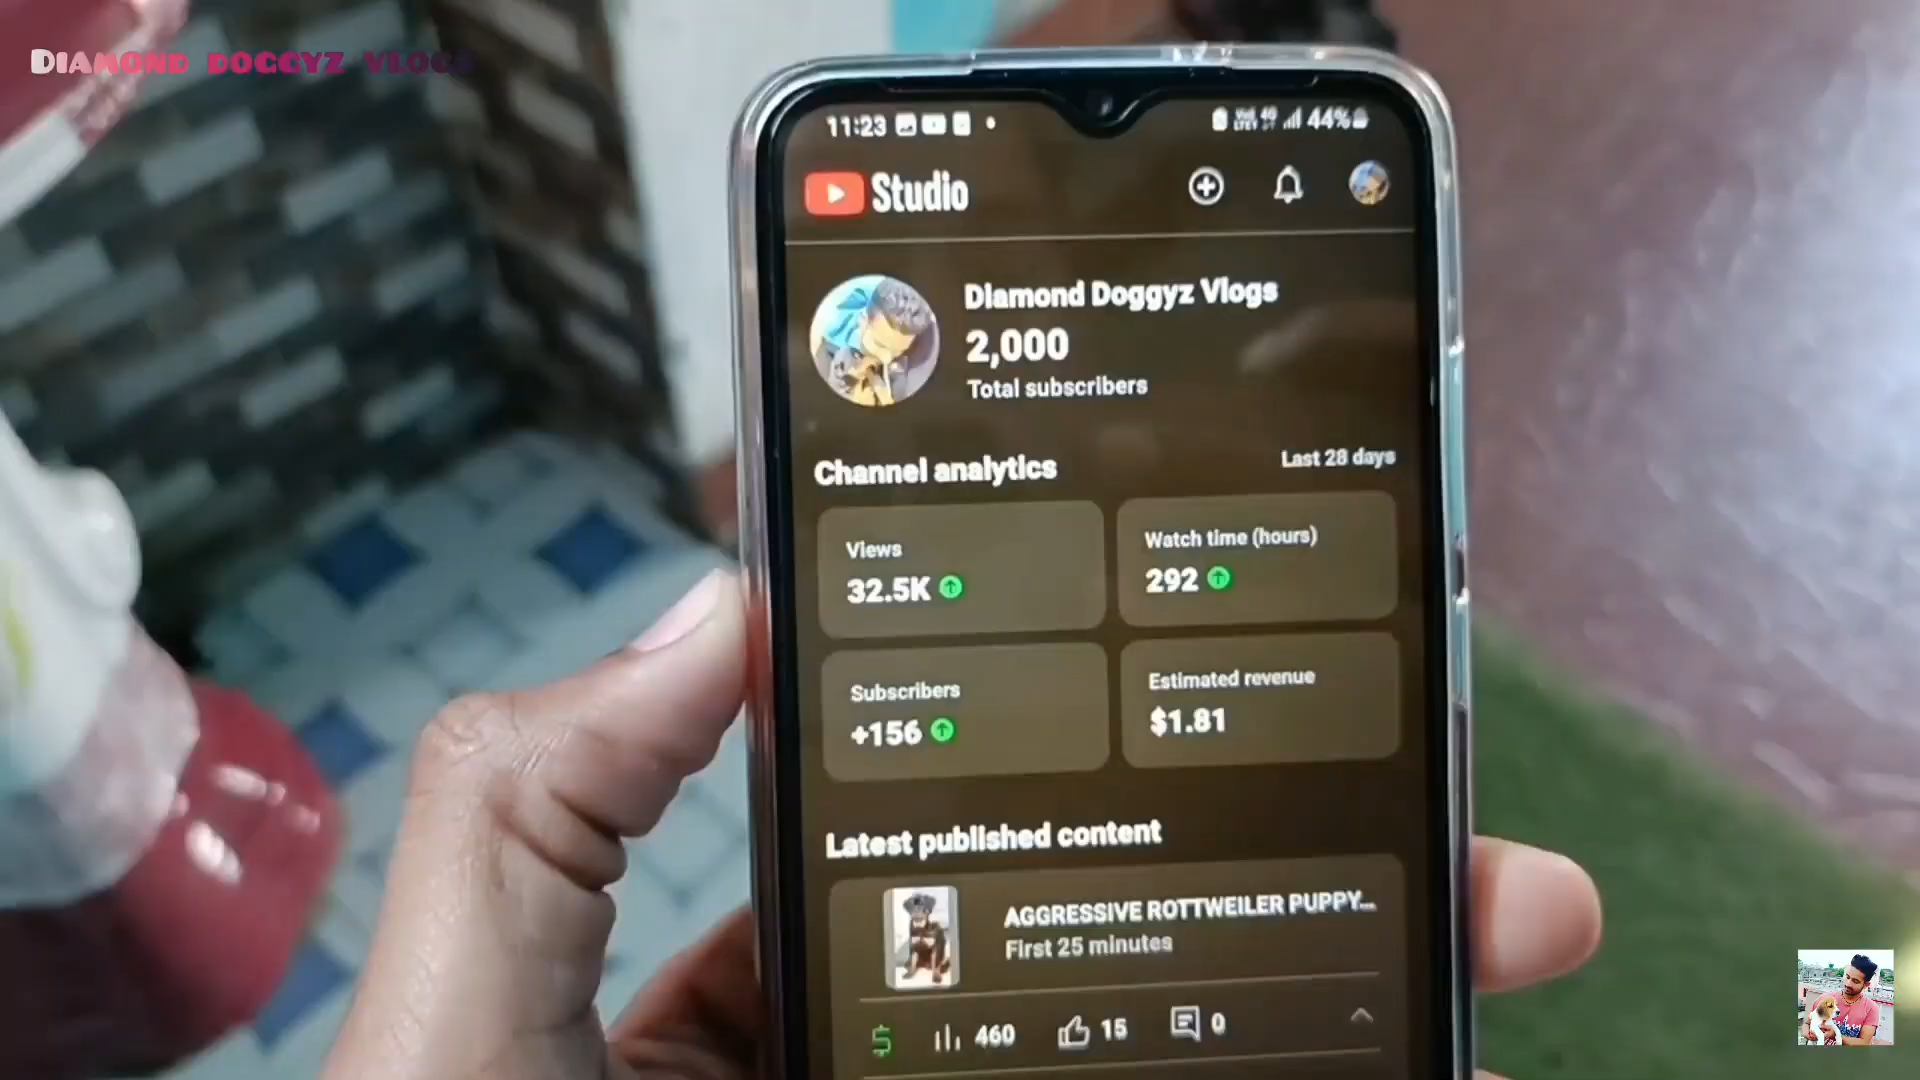 DIAMOND DOGGYZ VLOGS
11:23
44%
Studio
Diamond Doggyz Vlogs
2,000
Total subscribers
Channel analytics
Last 28 days
Views
32.5K
Watch time (hours)
292
Subscribers
+156
Estimated revenue
$1.81
Latest published content
AGGRESSIVE ROTTWEILER PUPPY...
First 25 minutes
$ 460 15 0